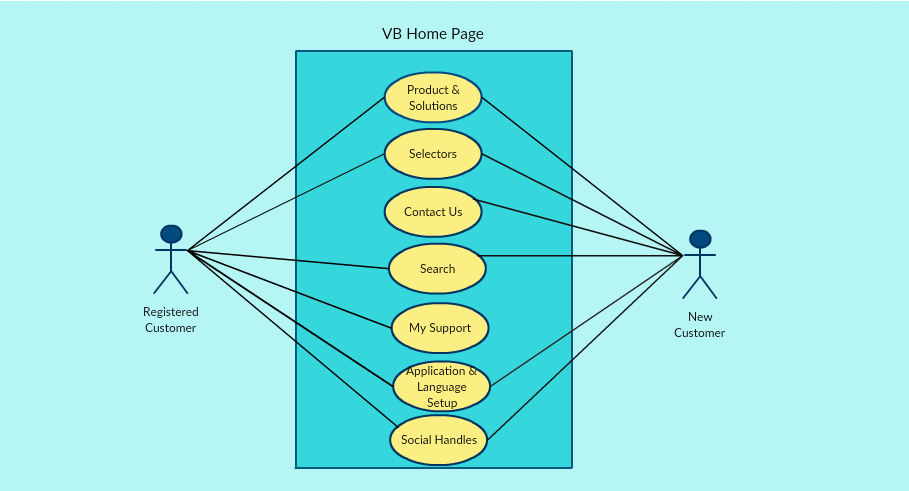 VB Home Page
Product &
Solutions
Selectors
Contact Us
Search
My Support
Application &
Language
Setup
Social Handles
Registered
Customer
New
Customer